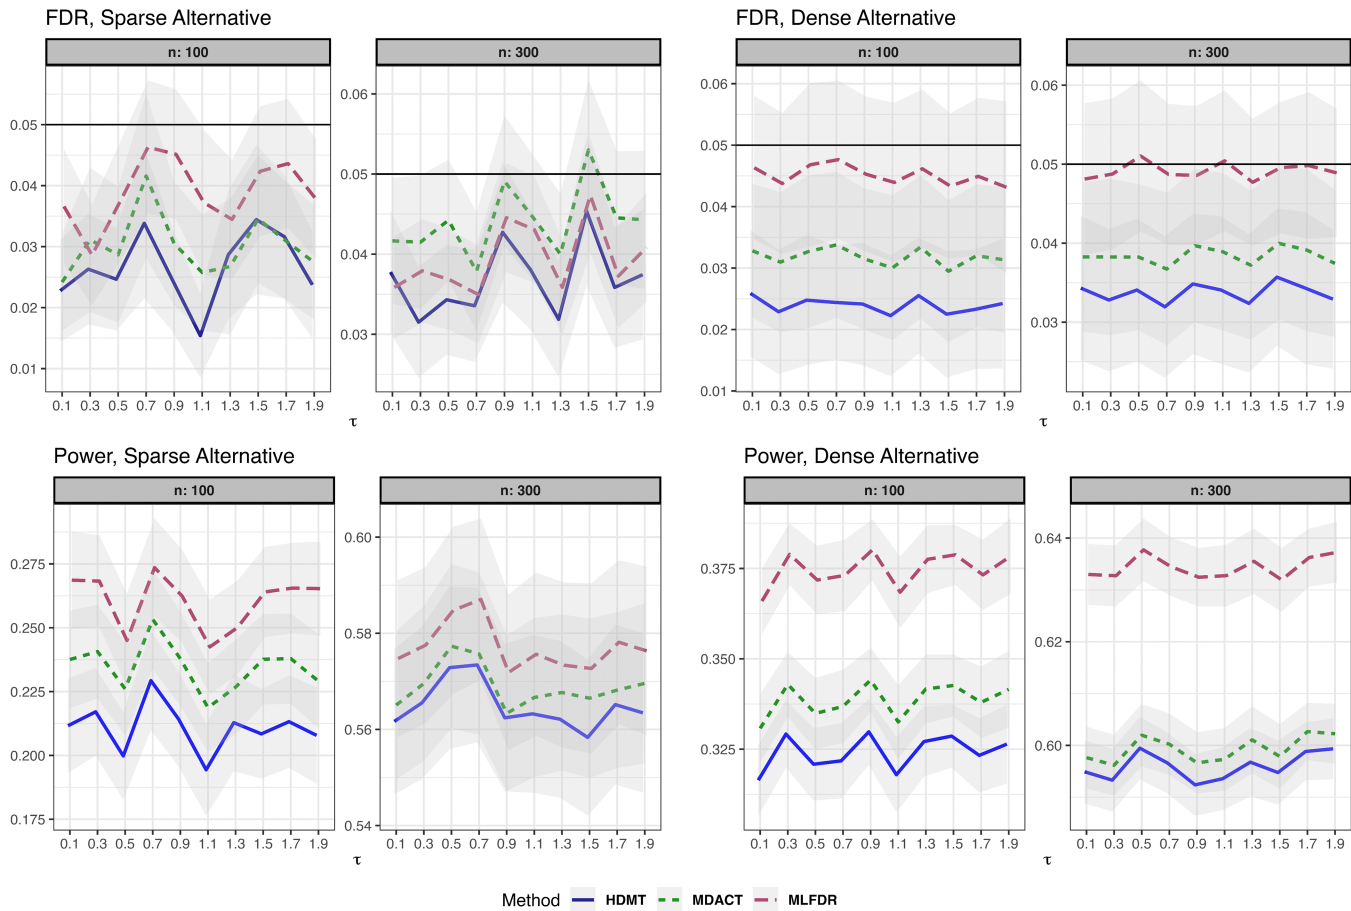 FDR, Sparse Alternative
FDR, Dense Alternative
n: 100
n: 300
n: 100
n: 300
0.05
0.04
0.03
0.02
0.01
0.06
0.05
0.04
0.03
0.06
0.05
0.04
0.03
0.02
0.01
0.06
0.05
0.04
0.03
0.1 0.3 0.5 0.7 0.9 1.1 1.3 1.5 1.7 1.9
0.1 0.3 0.5 0.7 0.9 1.1 1.3 1.5 1.7 1.9
0.1 0.3 0.5 0.7 0.9 1.1 1.3 1.5 1.7 1.9
0.1 0.3 0.5 0.7 0.9 1.1 1.3 1.5 1.7 1.9
τ
τ
Power, Sparse Alternative
Power, Dense Alternative
n: 100
n: 300
n: 100
n: 300
0.275
0.250
0.225
0.200
0.175
0.60
0.58
0.56
0.54
0.375
0.350
0.325
0.64
0.62
0.60
0.1 0.3 0.5 0.7 0.9 1.1 1.3 1.5 1.7 1.9
0.1 0.3 0.5 0.7 0.9 1.1 1.3 1.5 1.7 1.9
0.1 0.3 0.5 0.7 0.9 1.1 1.3 1.5 1.7 1.9
0.1 0.3 0.5 0.7 0.9 1.1 1.3 1.5 1.7 1.9
τ
τ
Method HDMT MDACT MLFDR